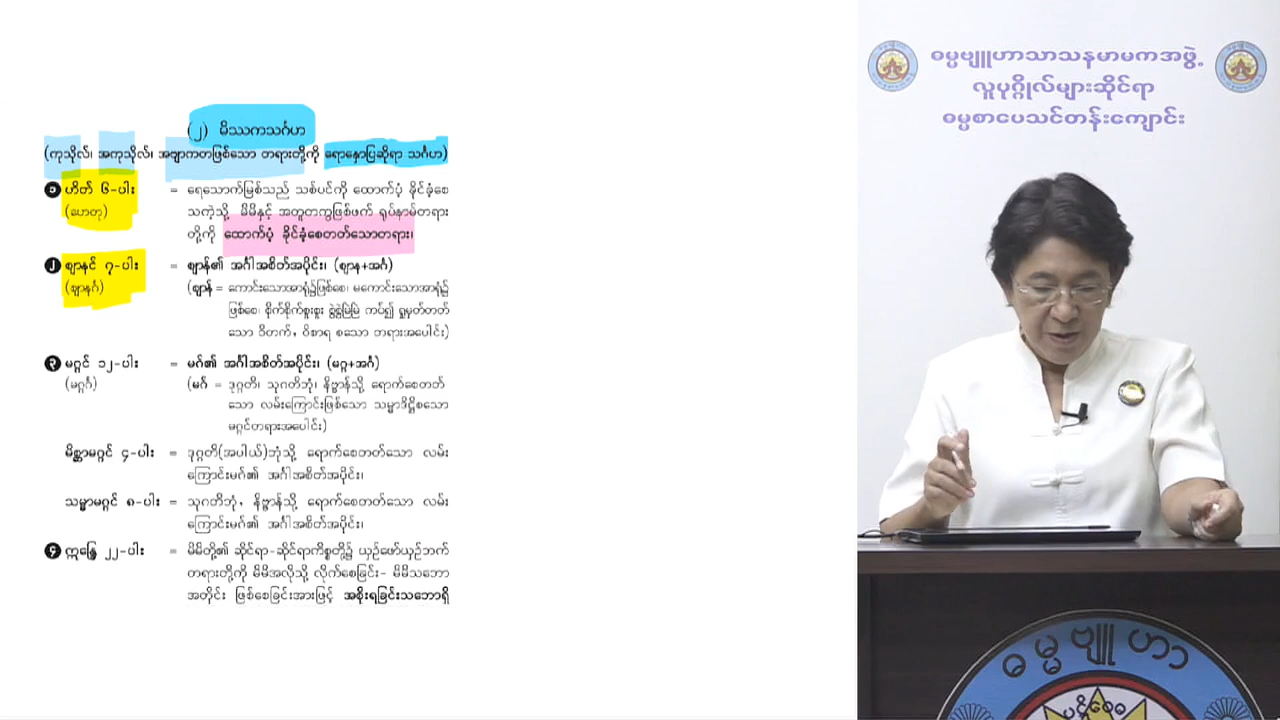 (၂) မိဿကသင်္ဂဟ
(ကုသိုလ်၊ အကုသိုလ်၊ အဗျာကတဖြစ်သော တရားတို့ကို ရောနှောပြဆိုရာ သင်္ဂဟ)
၁ ဟိတ် ၆-ပါး = ရေသောက်မြစ်သည် သစ်ပင်ကို ထောက်ပံ့ ခိုင်ခံ့စေ
(ဟေတု) သကဲ့သို့ မိမိနှင့် အတူတကွဖြစ်ဖက် ရုပ်နာမ်တရား
တို့ကို ထောက်ပံ့ ခိုင်ခံ့စေတတ်သောတရား၊
၂ ဈာနင် ၇-ပါး = ဈာန်၏ အင်္ဂါအစိတ်အပိုင်း၊ (ဈာန+အင်္ဂ)
(ဈာနင်္ဂ) (ဈာန် = ကောင်းသောအာရုံ၌ဖြစ်စေ၊ မကောင်းသောအာရုံ၌
ဖြစ်စေ၊ စိုက်စိုက်စူးစူး စွဲစွဲမြဲမြဲ ကပ်၍ ရှုမှတ်တတ်
သော ဝိတက်, ဝိစာရ စသော တရားအပေါင်း)
၃ မဂ္ဂင် ၁၂-ပါး = မဂ်၏ အင်္ဂါအစိတ်အပိုင်း၊ (မဂ္ဂ+အင်္ဂ)
(မဂ္ဂင်္ဂ) (မဂ် = ဒုဂ္ဂတိ၊ သုဂတိဘုံ၊ နိဗ္ဗာန်သို့ ရောက်စေတတ်
သော လမ်းကြောင်းဖြစ်သော သမ္မာဒိဋ္ဌိစသော
မဂ္ဂင်တရားအပေါင်း)
မိစ္ဆာမဂ္ဂင် ၄-ပါး = ဒုဂ္ဂတိ(အပါယ်)ဘုံသို့ ရောက်စေတတ်သော လမ်း
ကြောင်းမဂ်၏ အင်္ဂါအစိတ်အပိုင်း၊
သမ္မာမဂ္ဂင် ၈-ပါး = သုဂတိဘုံ, နိဗ္ဗာန်သို့ ရောက်စေတတ်သော လမ်း
ကြောင်းမဂ်၏ အင်္ဂါအစိတ်အပိုင်း၊
၄ ဣန္ဒြေ ၂၂-ပါး = မိမိတို့၏ ဆိုင်ရာ-ဆိုင်ရာကိစ္စတို့၌ ယှဉ်ဖော်ယှဉ်ဘက်
တရားတို့ကို မိမိအလိုသို့ လိုက်စေခြင်း- မိမိသဘော
အတိုင်း ဖြစ်စေခြင်းအားဖြင့် အစိုးရခြင်းသဘောရှိ
ဓမ္မဗျူဟာသာသနမာမကအဖွဲ့
လူပုဂ္ဂိုလ်များဆိုင်ရာ
ဓမ္မစာပေသင်တန်းကျောင်း
ဓမ္မဗျူဟာ